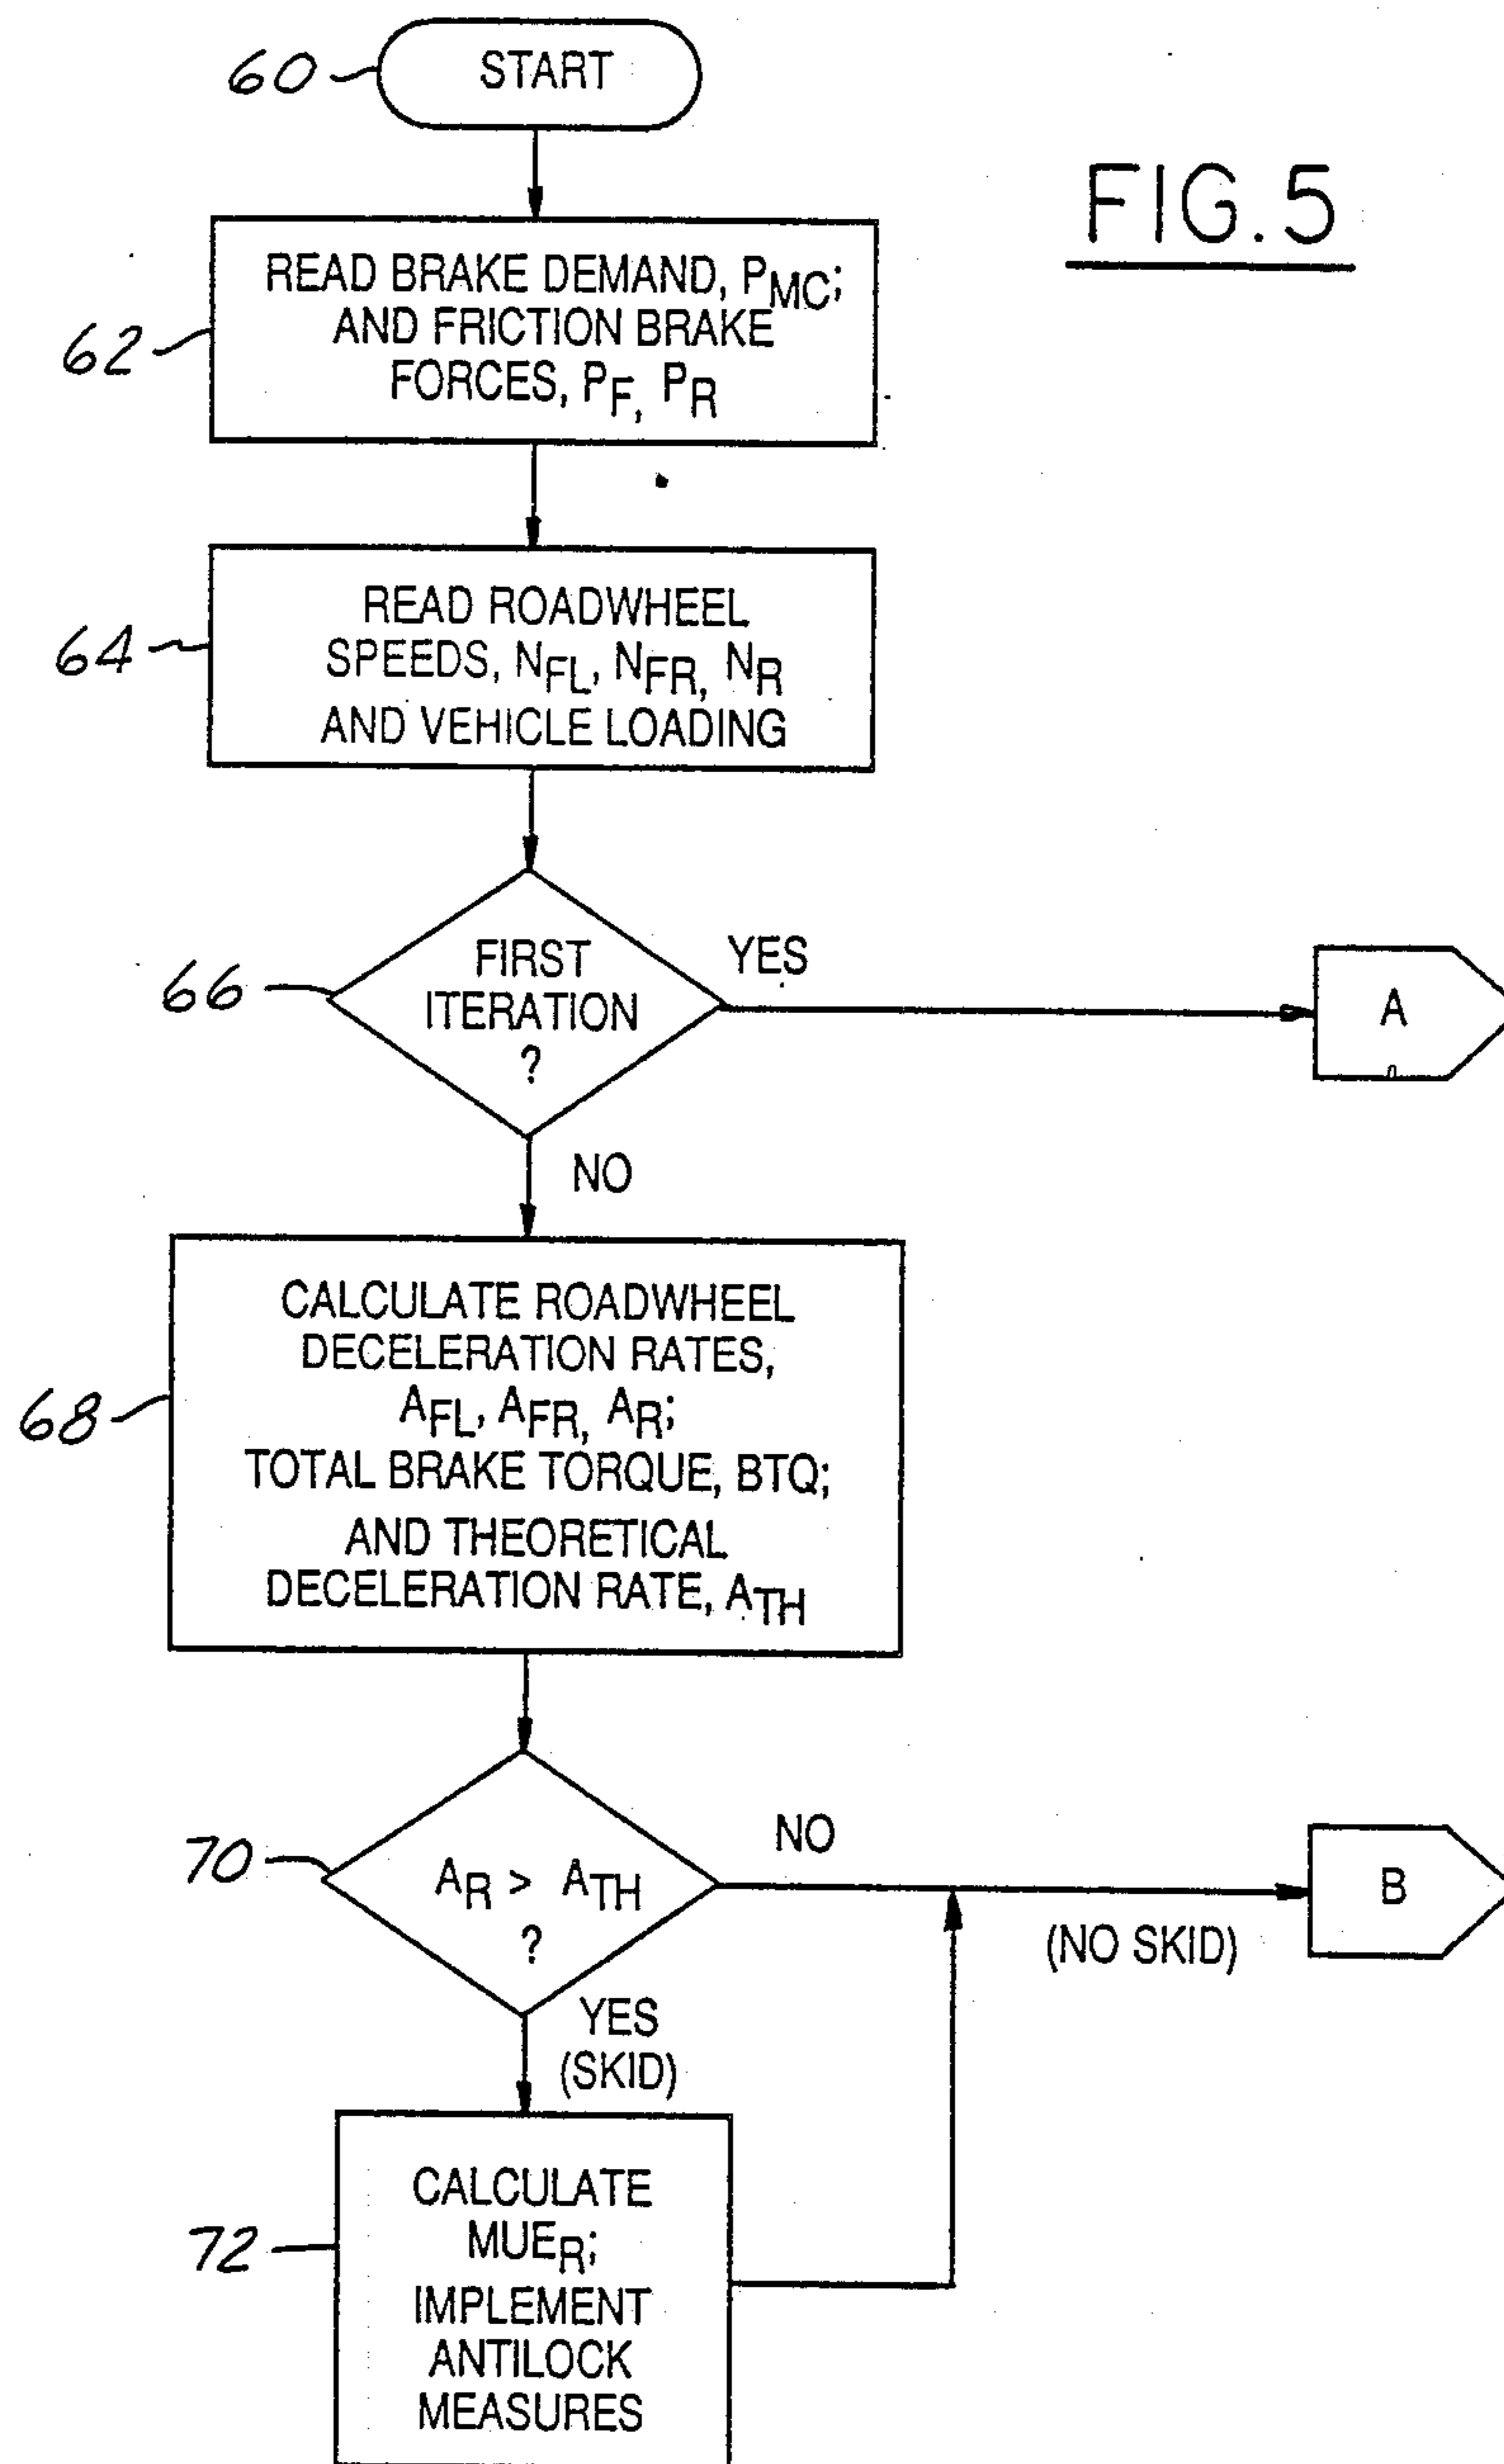 60
START
FIG. 5
READ BRAKE DEMAND, PMC;
AND FRICTION BRAKE
FORCES, PF, PR
62
READ ROADWHEEL
SPEEDS, NFL, NFR, NR
AND VEHICLE LOADING
64
FIRST
ITERATION
?
66
YES
A
NO
CALCULATE ROADWHEEL
DECELERATION RATES,
AFL, AFR, AR;
TOTAL BRAKE TORQUE, BTQ;
AND THEORETICAL
DECELERATION RATE, ATH
68
AR > ATH
?
70
NO
(NO SKID)
B
YES
(SKID)
CALCULATE
MUER;
IMPLEMENT
ANTILOCK
MEASURES
72